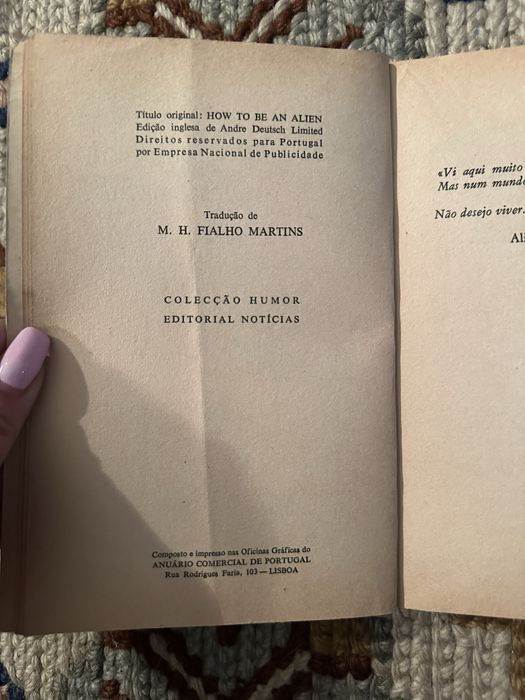 Título original: HOW TO BE AN ALIEN
Edição inglesa de Andre Deutsch Limited
Direitos reservados para Portugal
por Empresa Nacional de Publicidade
Tradução de
M. H. FIALHO MARTINS
COLECÇÃO HUMOR
EDITORIAL NOTÍCIAS
Composto e impresso nas Oficinas Gráficas do
ANUÁRIO COMERCIAL DE PORTUGAL
Rua Rodrigues Faria, 103 — LISBOA
«Vi aqui muito
Mas num
Não desejo viver